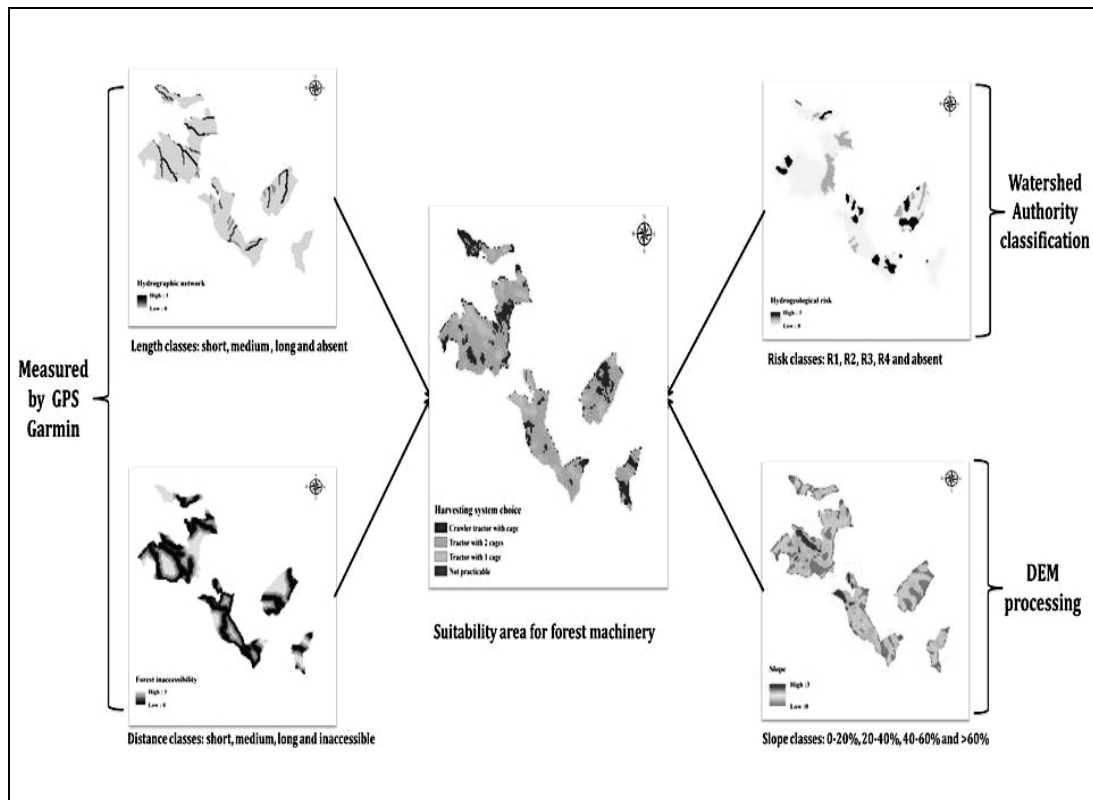 Measured
by GPS
Garmin
Hydrographic network
High : 3
Low : 0
Length classes: short, medium, long and absent
Forest inaccessibility
High : 3
Low : 0
Distance classes: short, medium, long and inaccessible
Harvesting system choice
Crawler tractor with cage
Tractor with 2 cages
Tractor with 1 cage
Not practicable
Suitability area for forest machinery
Hydrogeological risk
High : 3
Low : 0
Risk classes: R1, R2, R3, R4 and absent
Watershed
Authority
classification
Slope
High : 3
Low :0
Slope classes: 0-20%, 20-40%, 40-60% and >60%
DEM
processing